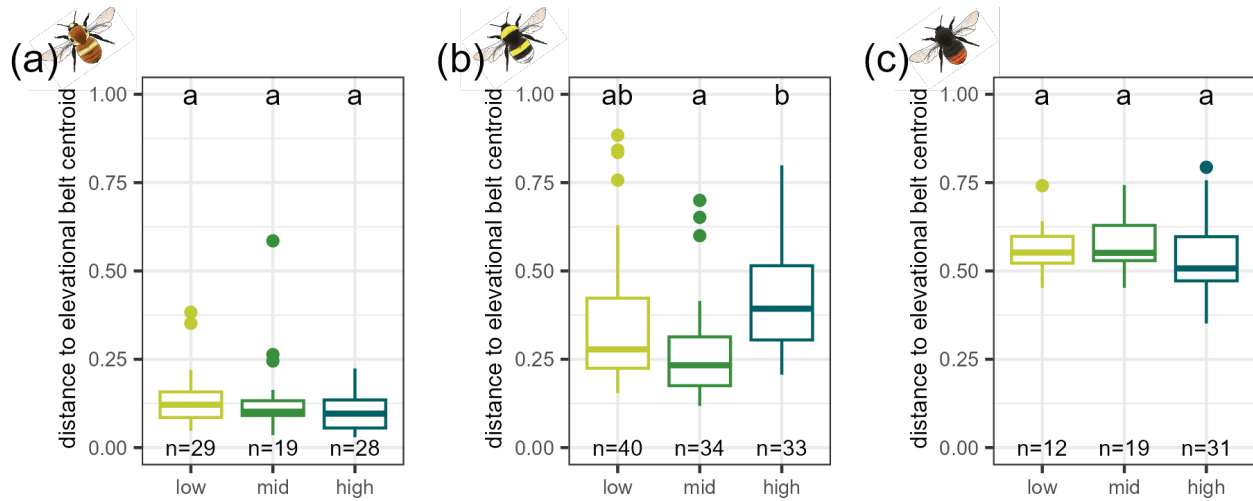 (a)
distance to elevational belt centroid
1.00
0.75
0.50
0.25
0.00
a a a
n=29 n=19 n=28
low mid high
(b)
distance to elevational belt centroid
1.00
0.75
0.50
0.25
0.00
ab a b
n=40 n=34 n=33
low mid high
(c)
distance to elevational belt centroid
1.00
0.75
0.50
0.25
0.00
a a a
n=12 n=19 n=31
low mid high